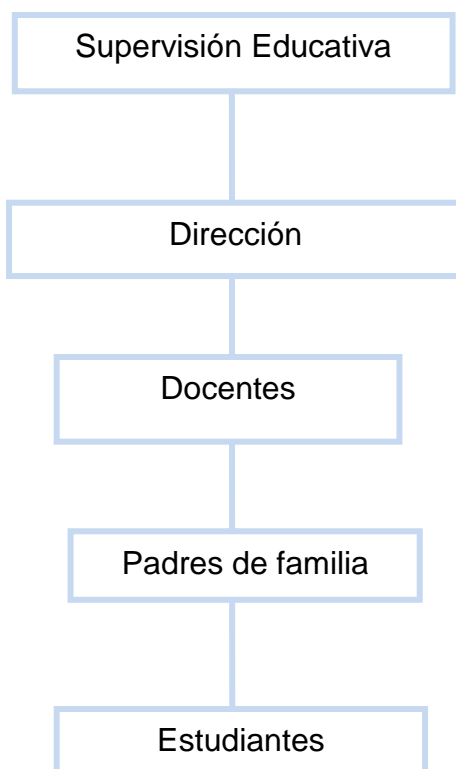 Supervisión Educativa
Dirección
Docentes
Padres de familia
Estudiantes